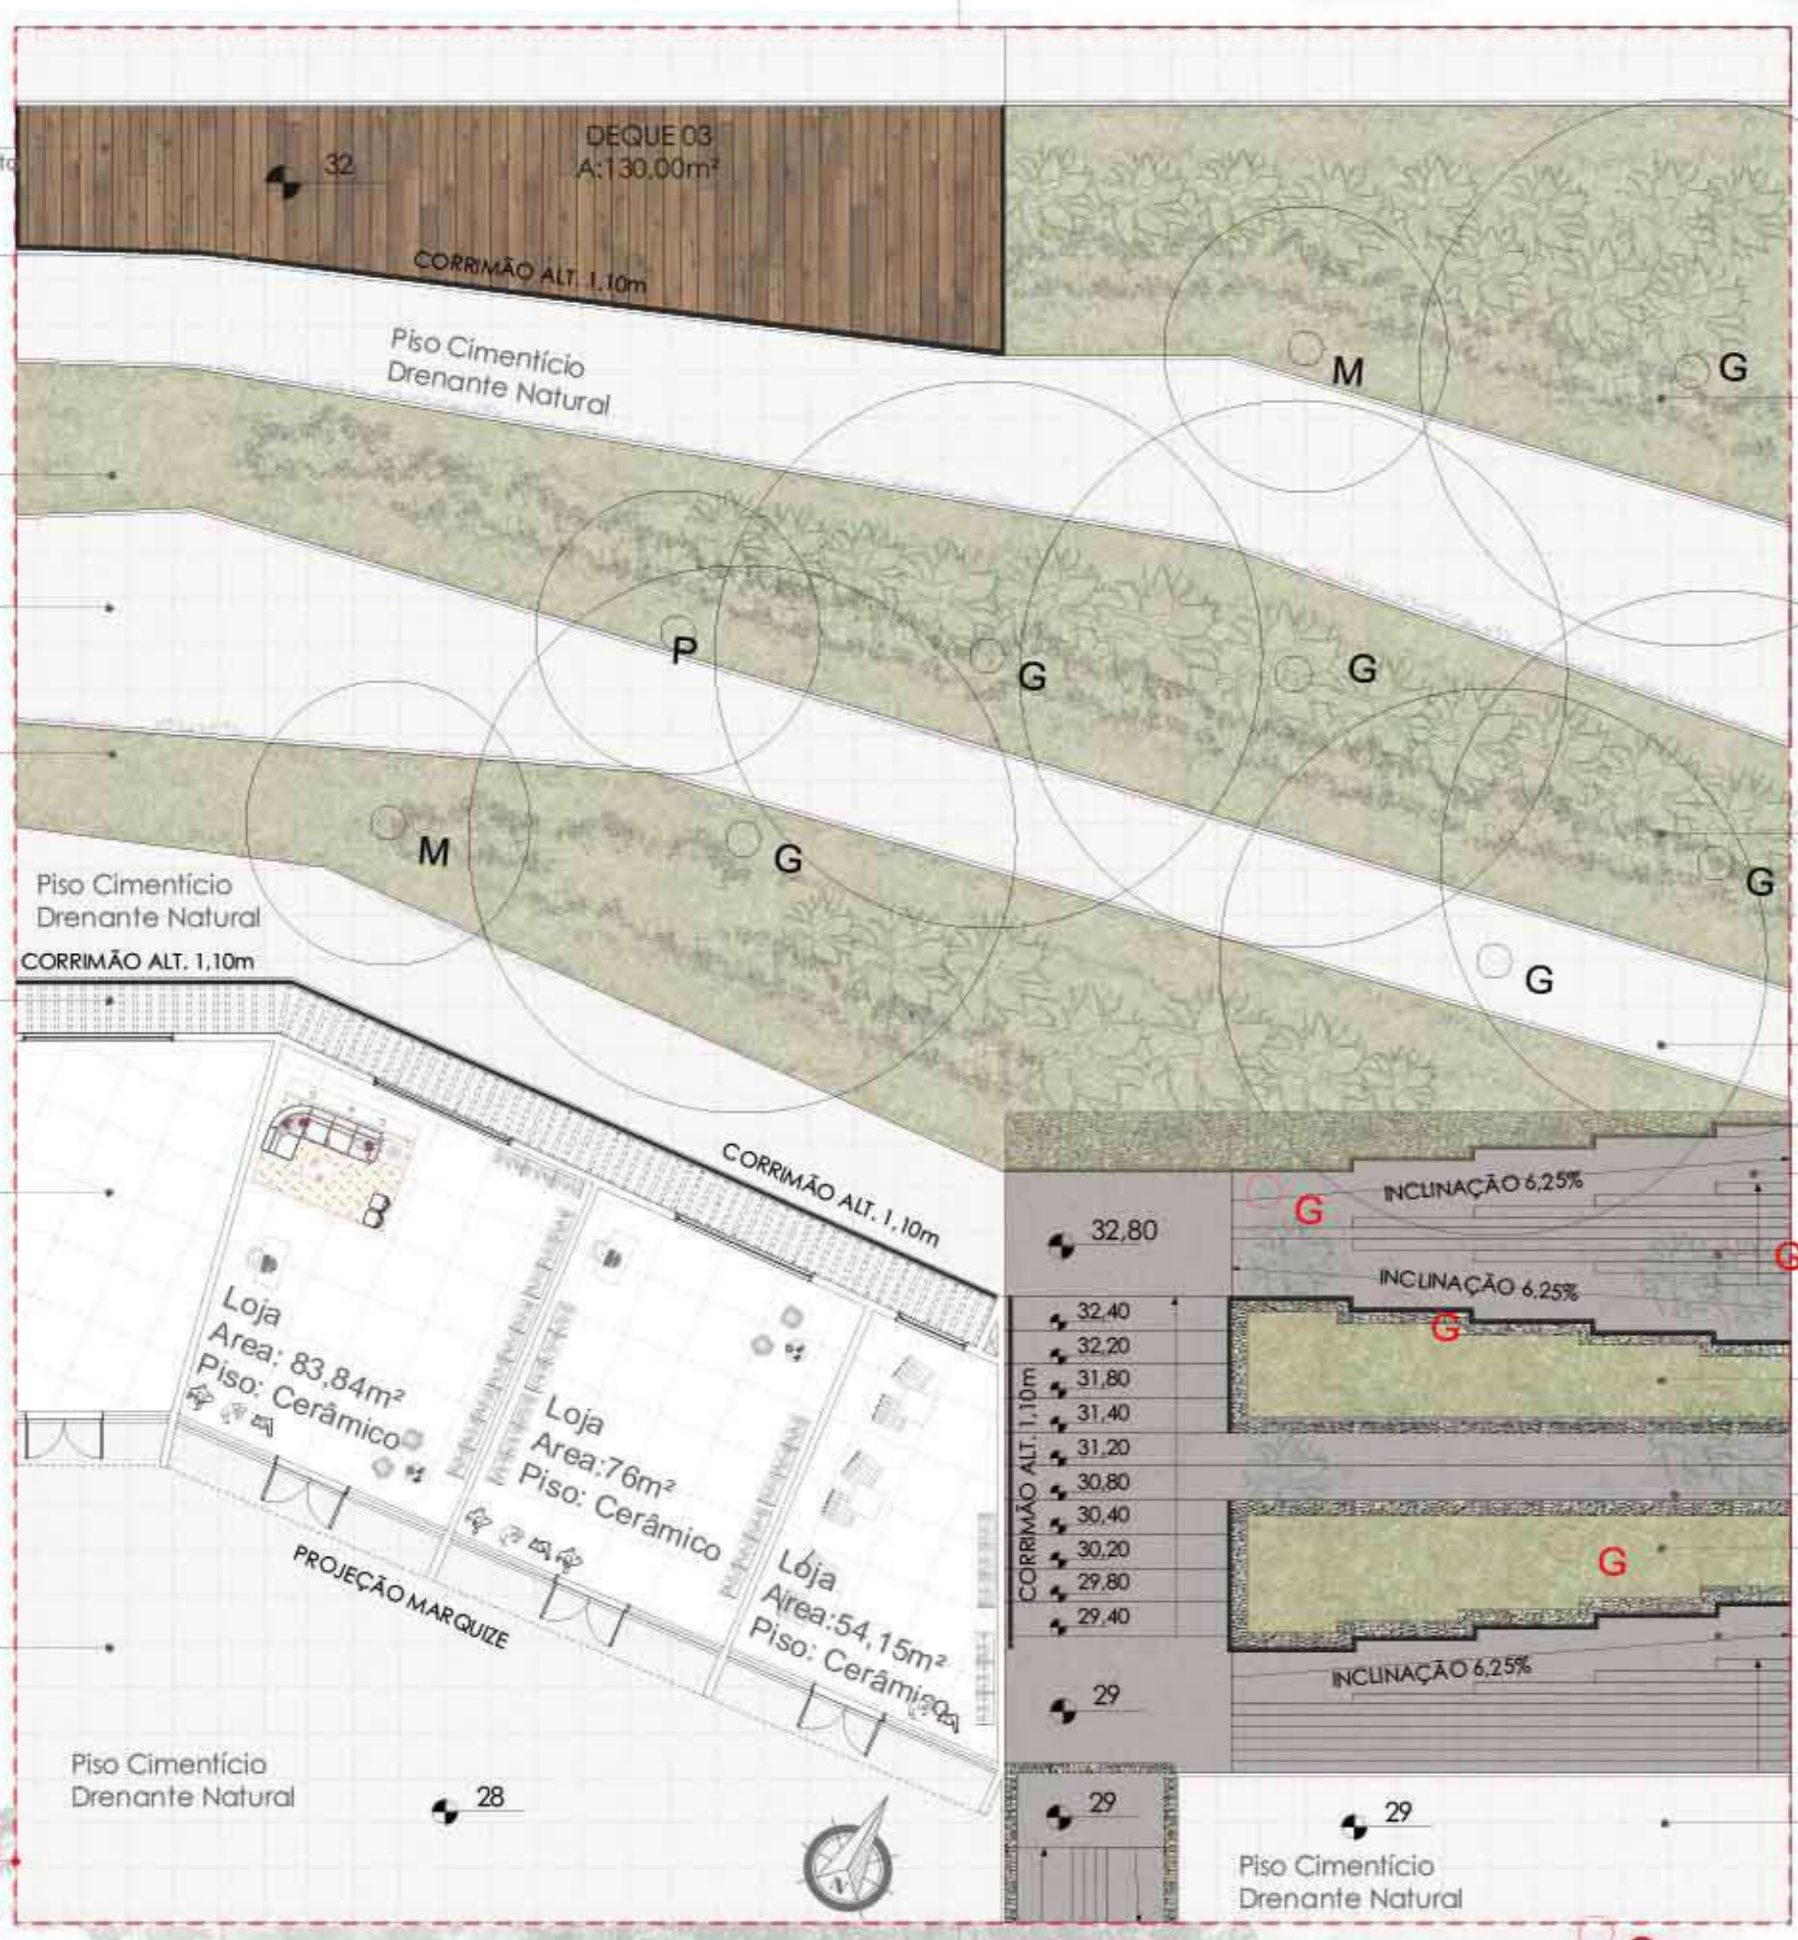 DEQUE 03
A:130.00m²
32
CORRIMÃO ALT. 1,10m
Piso Cimentício
Drenante Natural
M
G
P
G
G
M
G
G
G
Piso Cimentício
Drenante Natural
CORRIMÃO ALT. 1,10m
CORRIMÃO ALT. 1,10m
INCLINAÇÃO 6,25%
G
32,80
G
INCLINAÇÃO 6,25%
G
32,40
32,20
31,80
31,40
31,20
30,80
30,40
30,20
29,80
29,40
CORRIMÃO ALT. 1,10m
G
Loja
Area: 83,84m²
Piso: Cerâmico
Loja
Area:76m²
Piso: Cerâmico
Loja
Area:54,15m²
Piso: Cerâmico
PROJEÇÃO MARQUIZE
INCLINAÇÃO 6,25%
29
Piso Cimentício
Drenante Natural
28
N
29
29
Piso Cimentício
Drenante Natural